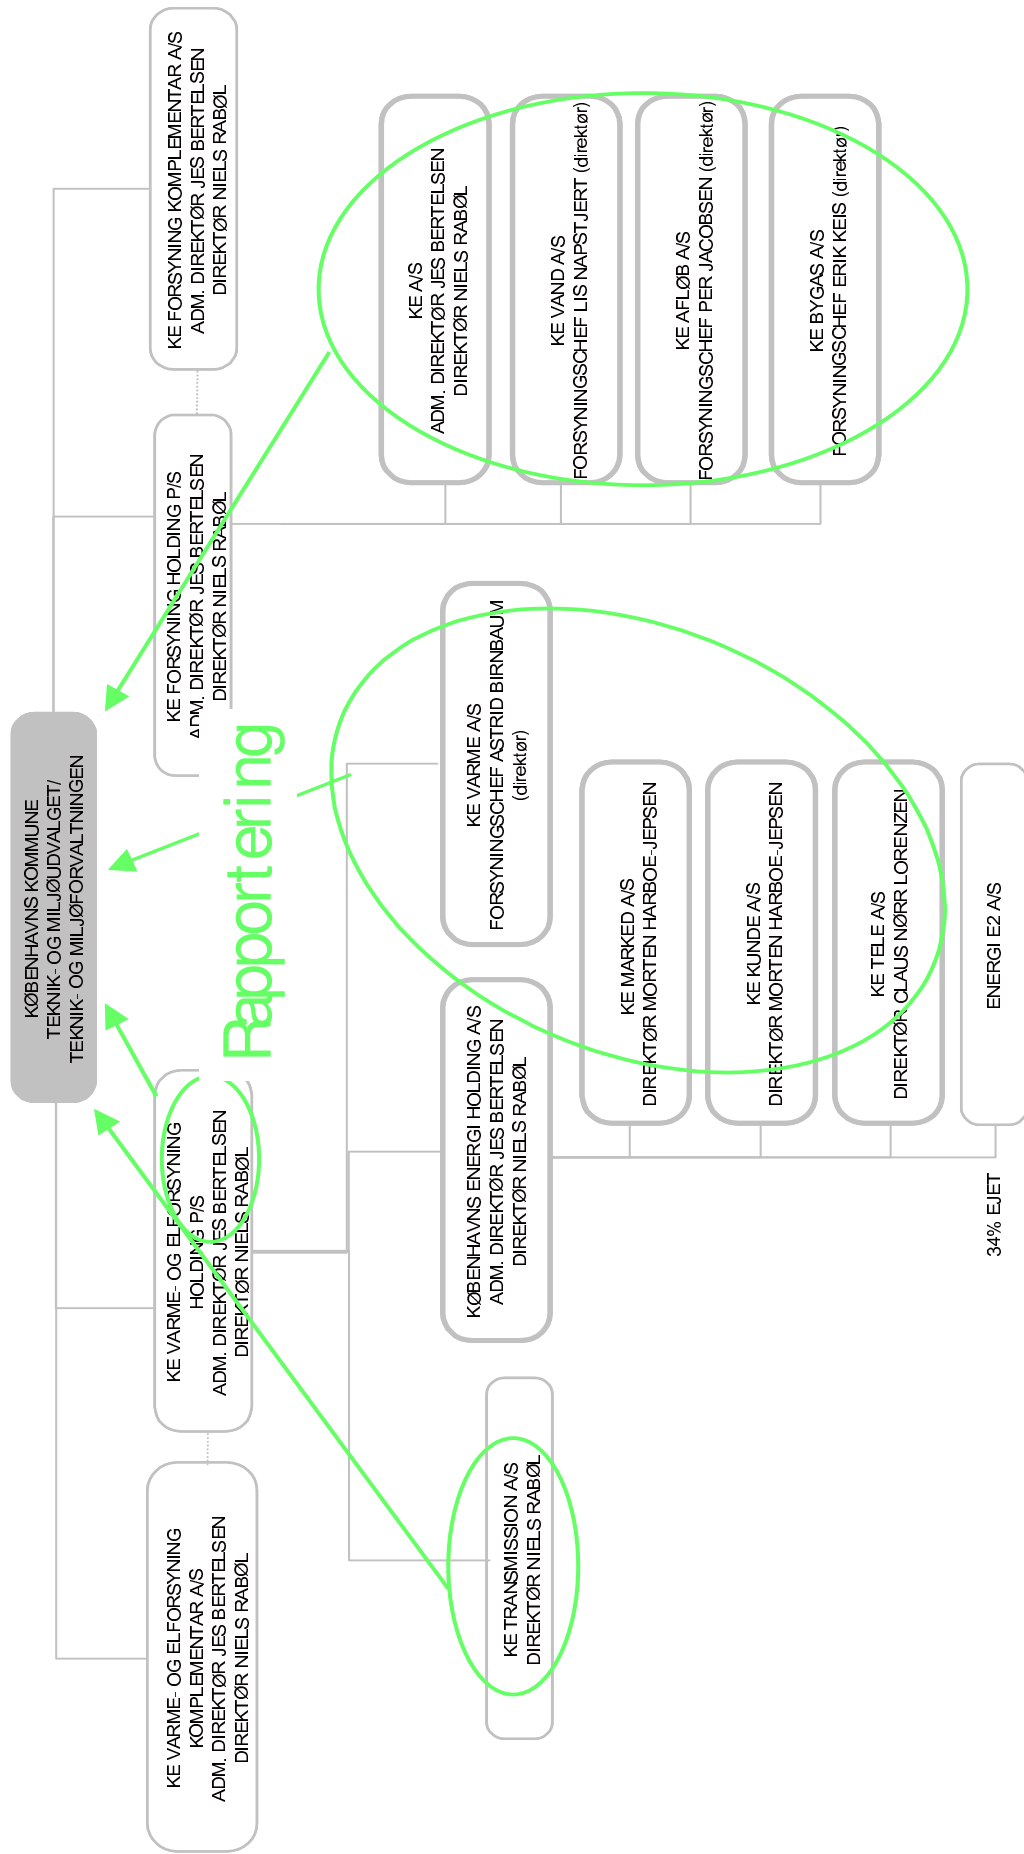 KØBENHAVNS KOMMUNE
TEKNIK- OG MILJØUDVALGET/
TEKNIK- OG MILJØFORVALTNINGEN
KE VARME- OG ELFORSYNING
KOMPLEMENTAR A/S
ADM. DIREKTØR JES BERTELSEN
DIREKTØR NIELS RABØL
KE VARME- OG ELFORSYNING
HOLDING P/S
ADM. DIREKTØR JES BERTELSEN
DIREKTØR NIELS RABØL
KE FORSYNING HOLDING P/S
ADM. DIREKTØR JES BERTELSEN
DIREKTØR NIELS RABØL
KE FORSYNING KOMPLEMENTAR A/S
ADM. DIREKTØR JES BERTELSEN
DIREKTØR NIELS RABØL
Rapportering
KE TRANSMISSION A/S
DIREKTØR NIELS RABØL
KØBENHAVNS ENERGI HOLDING A/S
ADM. DIREKTØR JES BERTELSEN
DIREKTØR NIELS RABØL
KE VARME A/S
FORSYNINGSCHEF ASTRID BIRNBAUM
(direktør)
KE A/S
ADM. DIREKTØR JES BERTELSEN
DIREKTØR NIELS RABØL
KE VAND A/S
FORSYNINGSCHEF LIS NAPSTJERT (direktør)
KE AFLØB A/S
FORSYNINGSCHEF PER JACOBSEN (direktør)
KE BYGAS A/S
FORSYNINGSCHEF ERIK KEIS (direktør)
KE MARKED A/S
DIREKTØR MORTEN HARBOE-JEPSEN
KE KUNDE A/S
DIREKTØR MORTEN HARBOE-JEPSEN
KE TELE A/S
DIREKTØR CLAUS NØRR LORENZEN
34% EJET
ENERGI E2 A/S